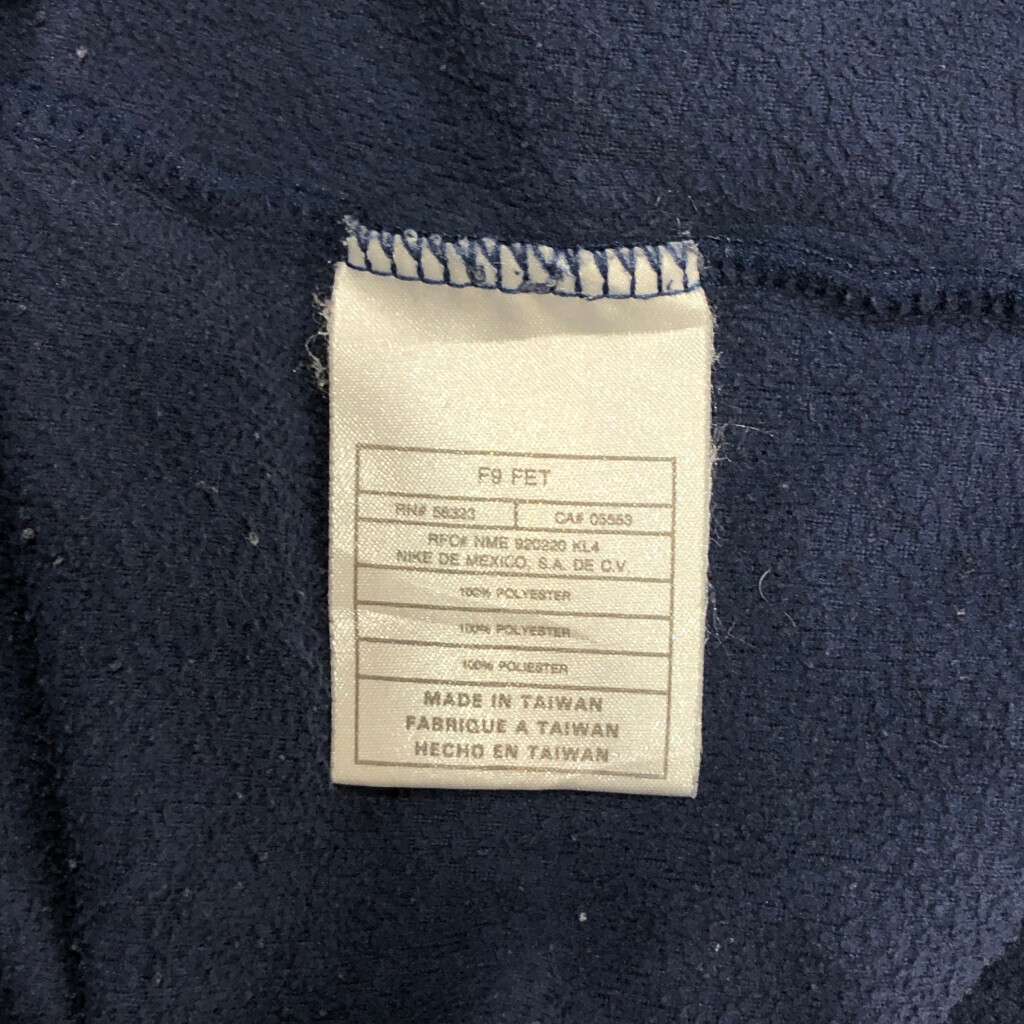 F9 FET
RN# 56323
CA# 05553
RFC# NME 920220 KL4
NIKE DE MEXICO, S.A. DE C.V.
100% POLYESTER
100% POLYESTER
100% POLIESTER
MADE IN TAIWAN
FABRIQUE A TAIWAN
HECHO EN TAIWAN